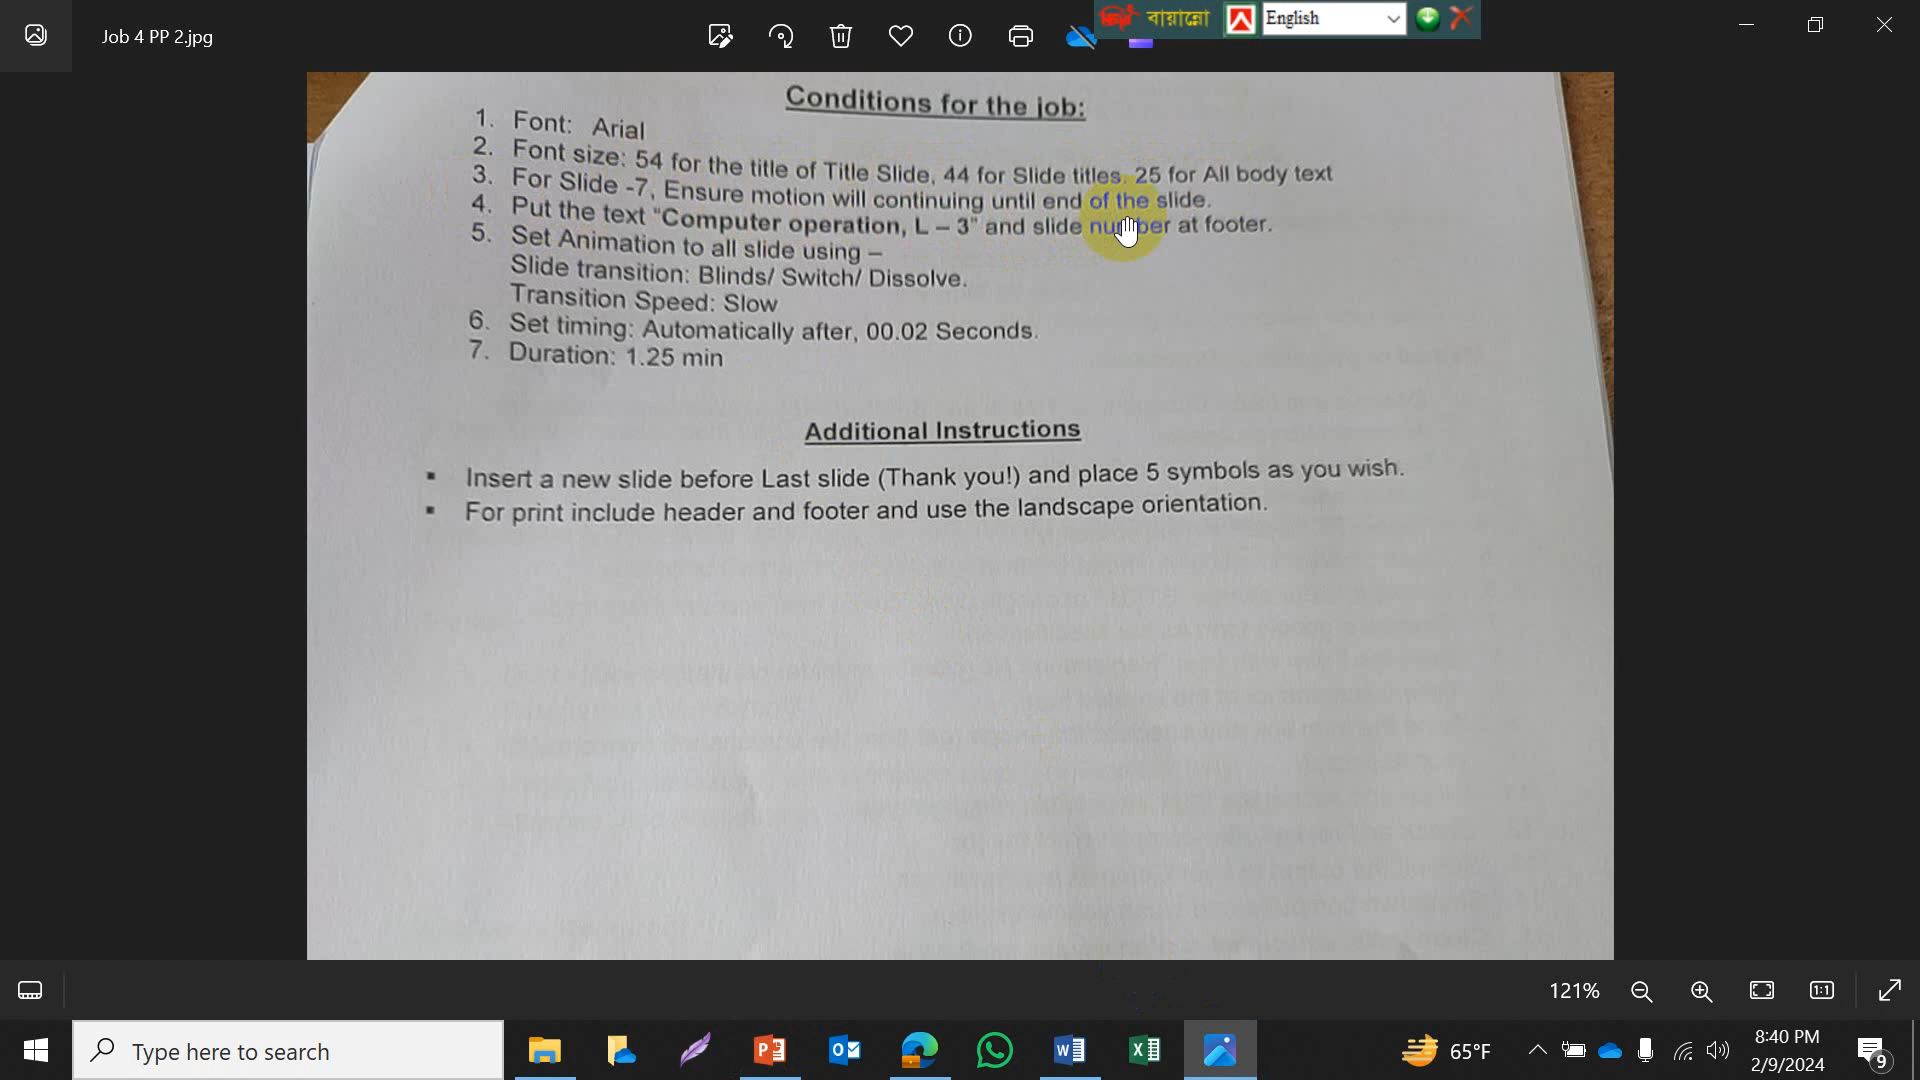 Job 4 PP 2.jpg
বায়ান্নো
English
Conditions for the job:
1. Font: Arial
2. Font size: 54 for the title of Title Slide, 44 for Slide titles, 25 for All body text
3. For Slide -7, Ensure motion will continuing until end of the slide.
4. Put the text "Computer operation, L – 3" and slide number at footer.
5. Set Animation to all slide using –
Slide transition: Blinds/ Switch/ Dissolve.
Transition Speed: Slow
6. Set timing: Automatically after, 00.02 Seconds.
7. Duration: 1.25 min
Additional Instructions
▪ Insert a new slide before Last slide (Thank you!) and place 5 symbols as you wish.
▪ For print include header and footer and use the landscape orientation.
121%
1:1
Type here to search
65°F
8:40 PM
2/9/2024
9